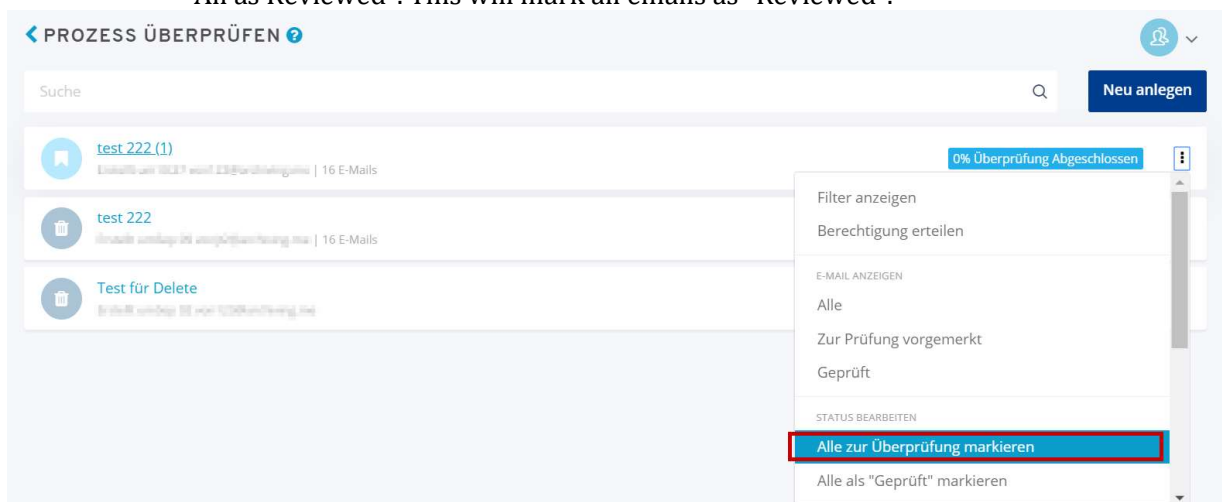 All as Reviewed". This will mark all emails as "Reviewed".
PROZESS ÜBERPRÜFEN ?
Suche
Neu anlegen
test 222 (1)
| 16 E-Mails
0% Überprüfung Abgeschlossen
test 222
| 16 E-Mails
Test für Delete
Filter anzeigen
Berechtigung erteilen
E-MAIL ANZEIGEN
Alle
Zur Prüfung vorgemerkt
Geprüft
STATUS BEARBEITEN
Alle zur Überprüfung markieren
Alle als "Geprüft" markieren